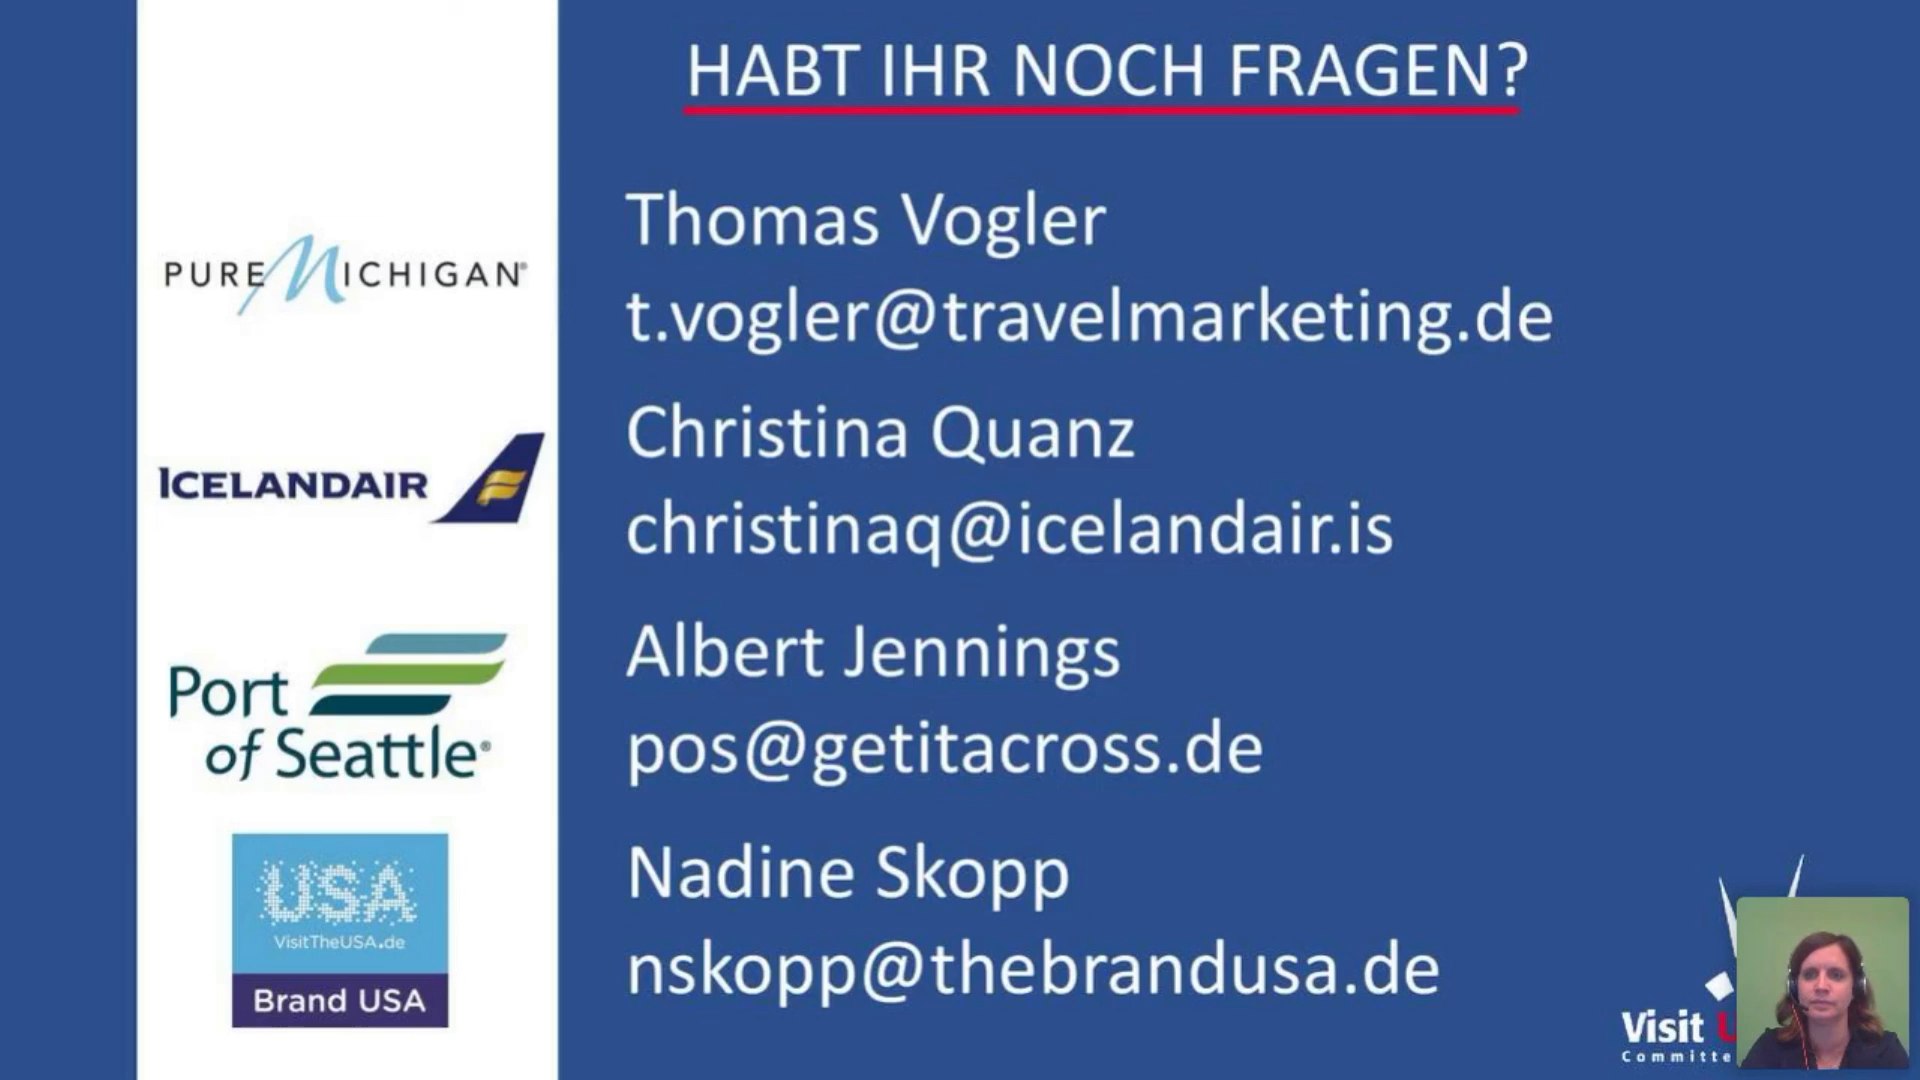 HABT IHR NOCH FRAGEN?
PURE MICHIGAN®
Thomas Vogler
t.vogler@travelmarketing.de
ICELANDAIR
Christina Quanz
christinaq@icelandair.is
Port
of Seattle®
Albert Jennings
pos@getitacross.de
USA
VisitTheUSA.de
Brand USA
Nadine Skopp
nskopp@thebrandusa.de
Visit